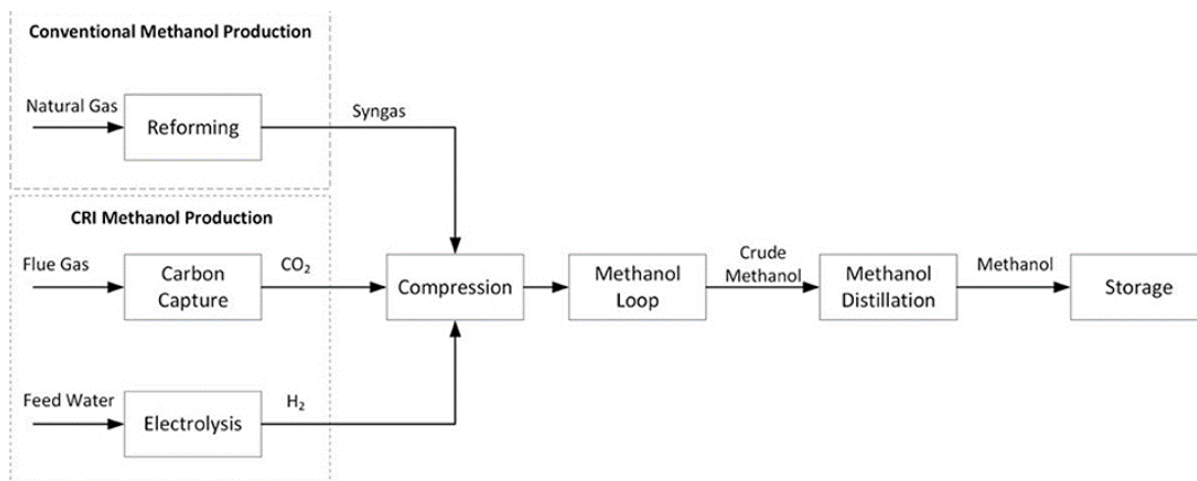 Conventional Methanol Production
Natural Gas
Reforming
Syngas
CRI Methanol Production
Flue Gas
Carbon
Capture
CO₂
Compression
Methanol
Loop
Crude
Methanol
Methanol
Distillation
Methanol
Storage
Feed Water
Electrolysis
H₂